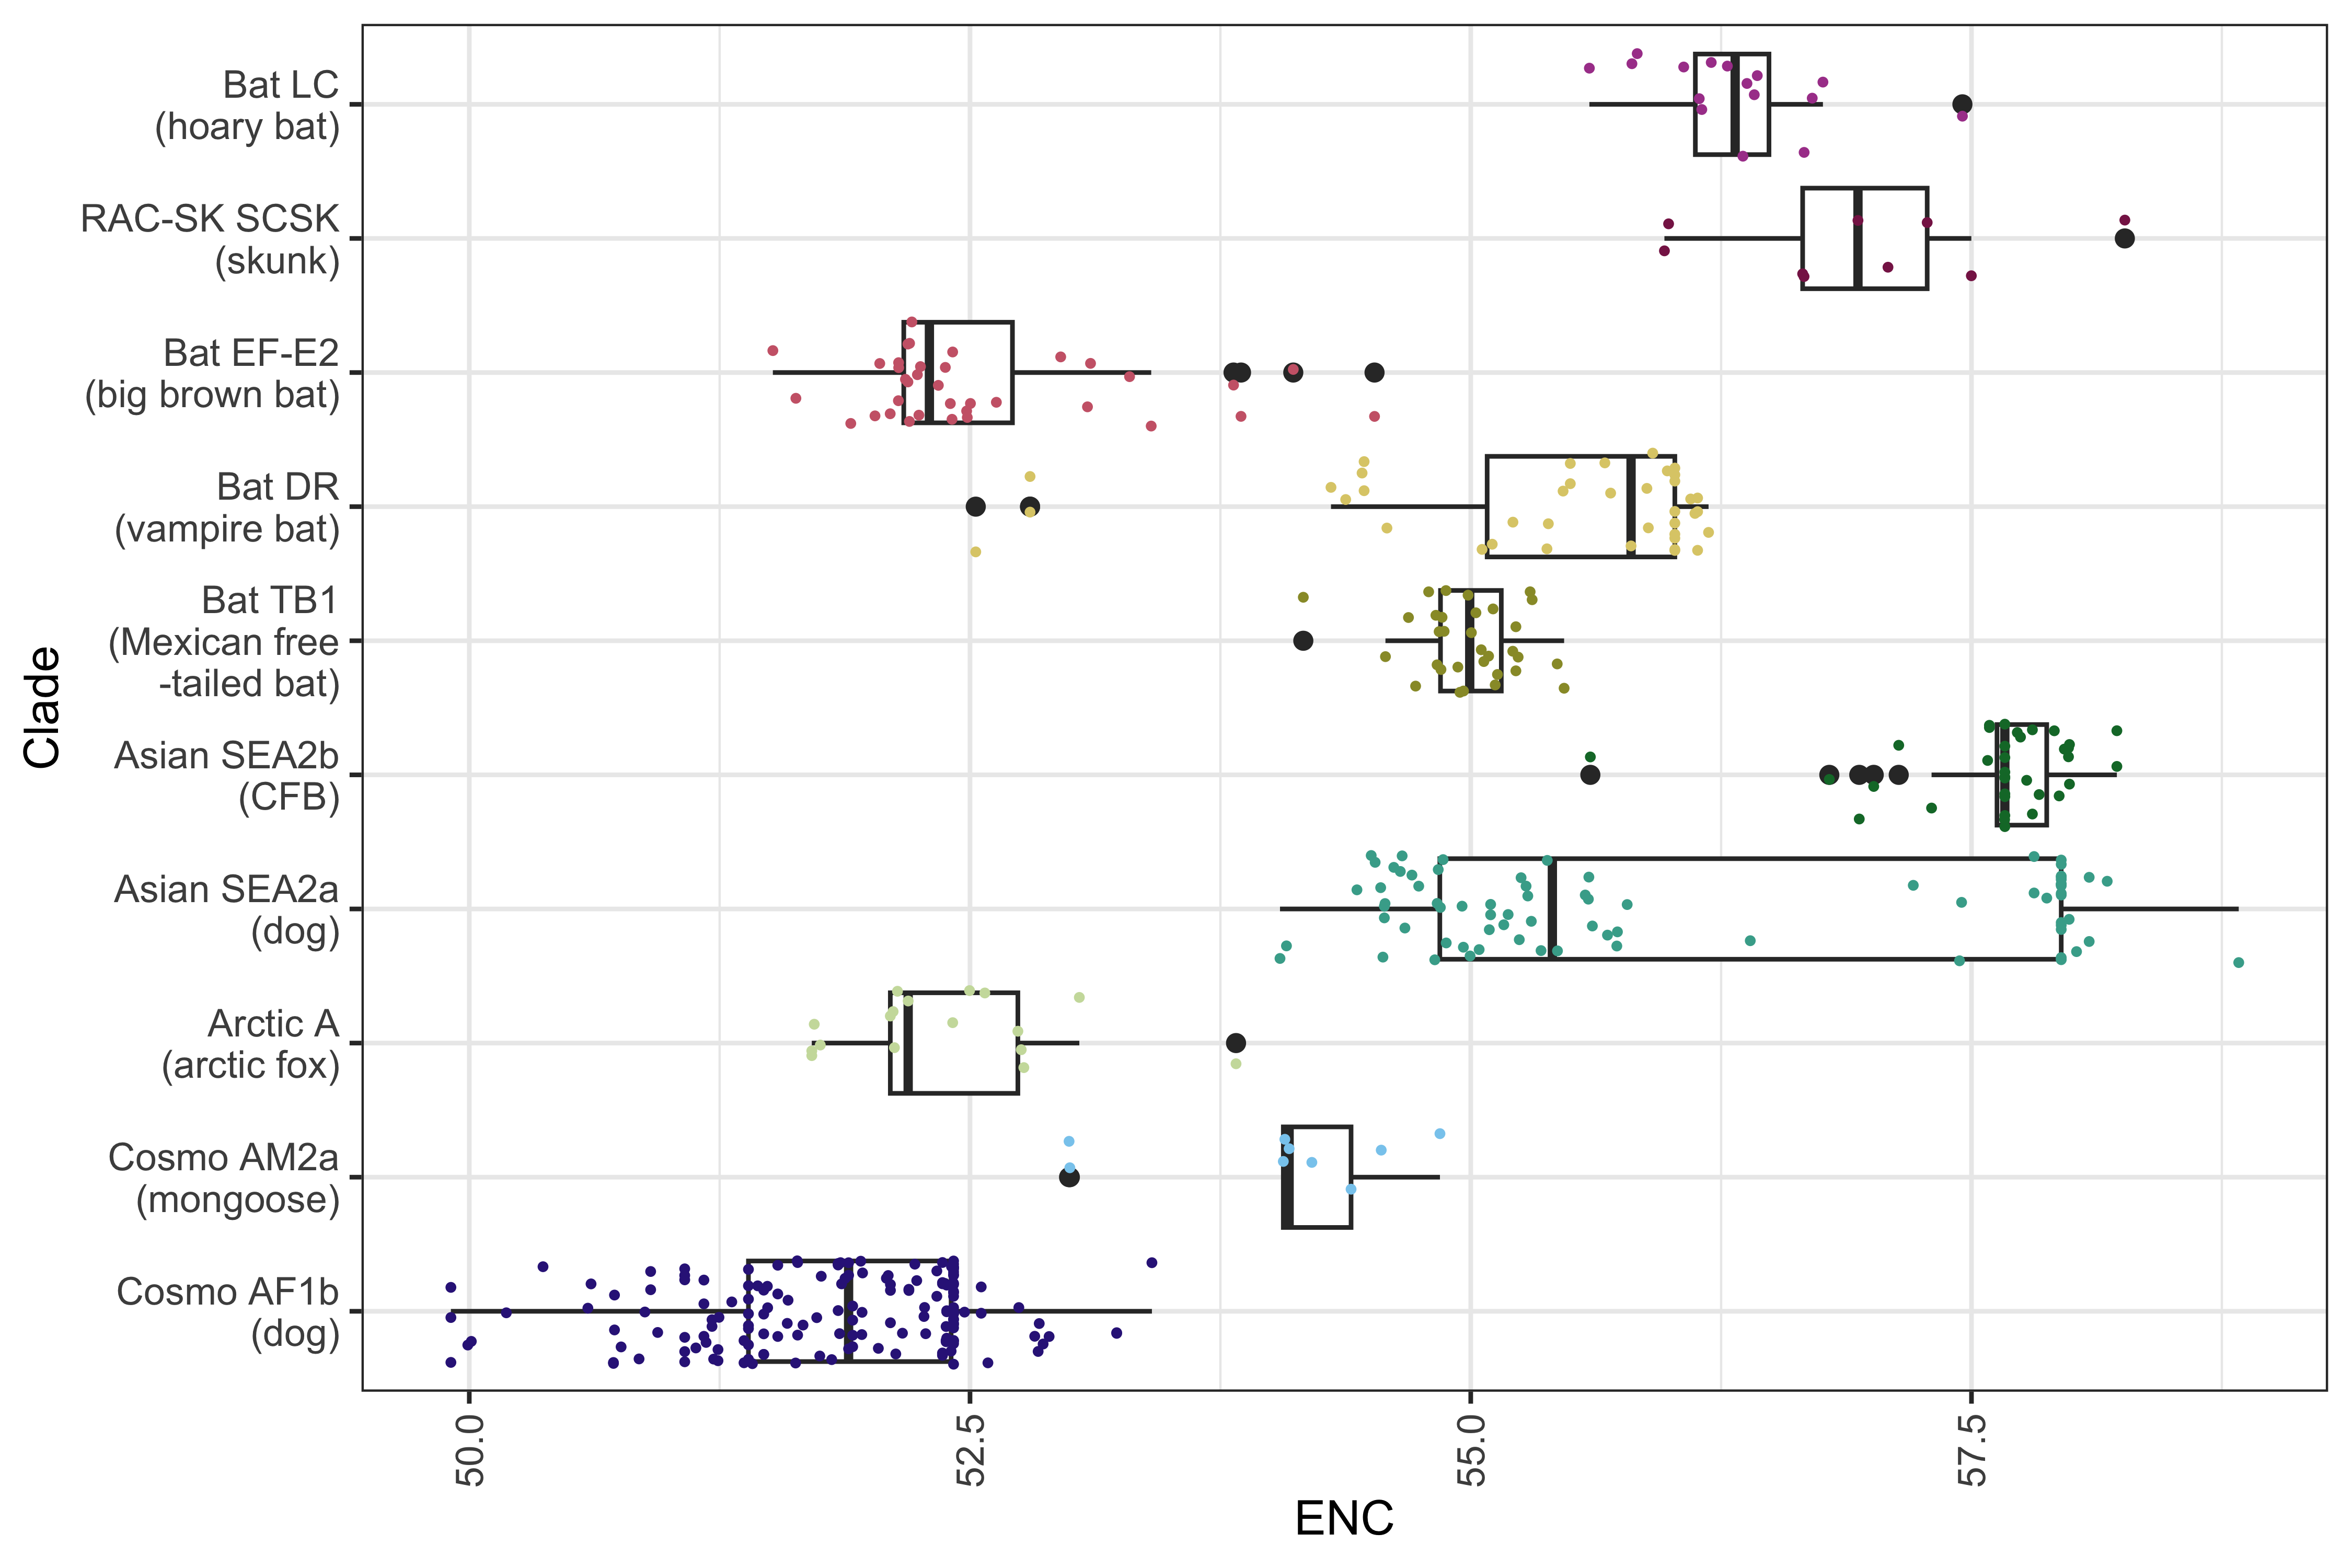 Bat LC
(hoary bat)
RAC-SK SCSK
(skunk)
Bat EF-E2
(big brown bat)
Bat DR
(vampire bat)
Bat TB1
(Mexican free
-tailed bat)
Asian SEA2b
(CFB)
Asian SEA2a
(dog)
Arctic A
(arctic fox)
Cosmo AM2a
(mongoose)
Cosmo AF1b
(dog)
Clade
50.0
52.5
55.0
57.5
ENC